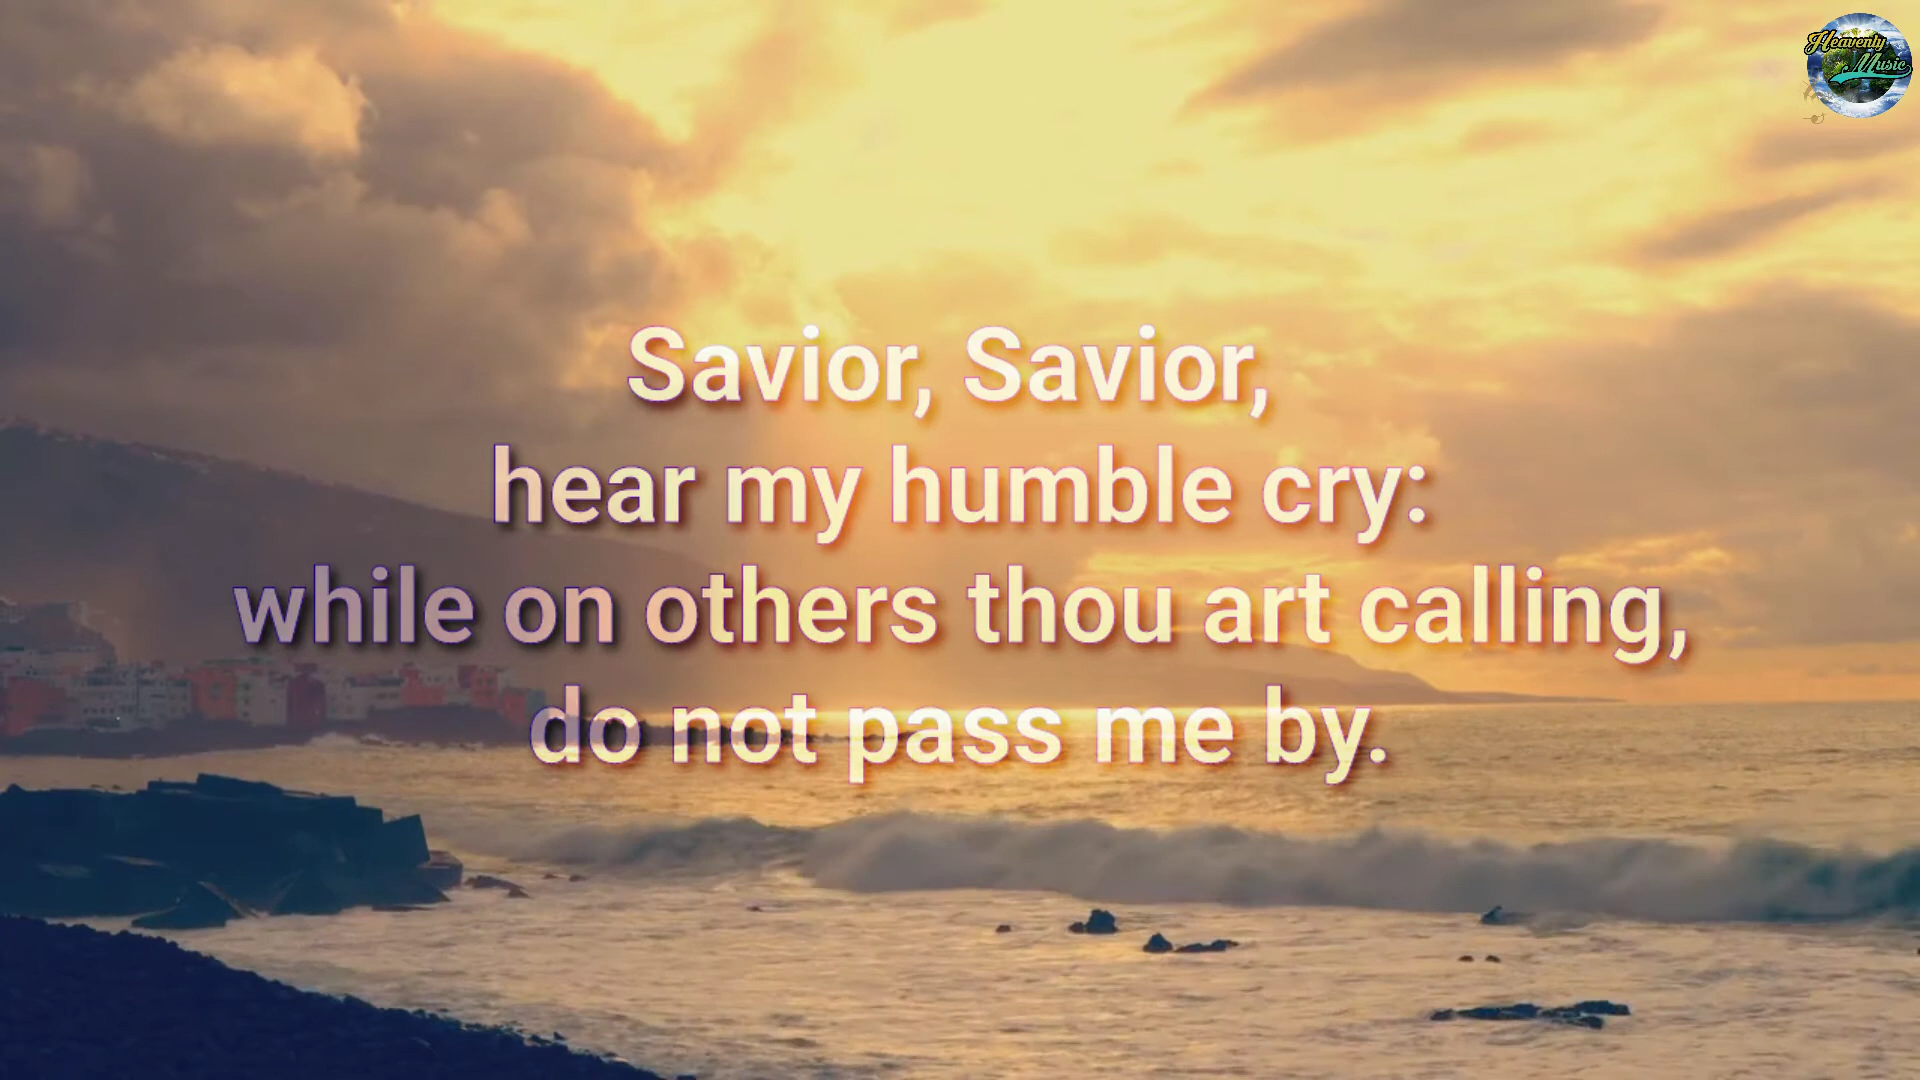 Heavenly
Music
Savior, Savior,
hear my humble cry:
while on others thou art calling,
do not pass me by.